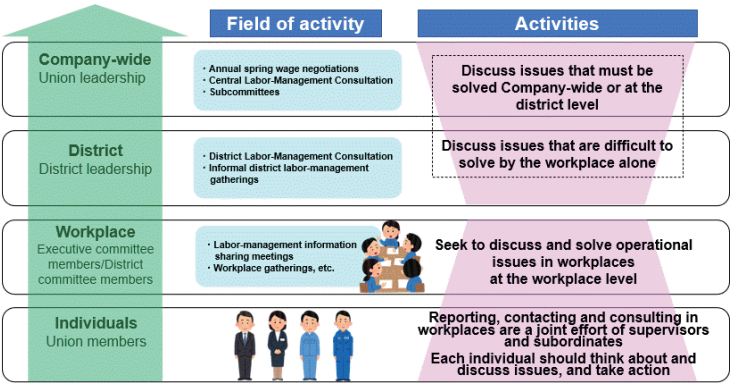 Field of activity
Activities
Company-wide
Union leadership
・Annual spring wage negotiations
・Central Labor-Management Consultation
・Subcommittees
Discuss issues that must be
solved Company-wide or at the
district level
District
District leadership
・District Labor-Management Consultation
・Informal district labor-management
gatherings
Discuss issues that are difficult to
solve by the workplace alone
Workplace
Executive committee
members/District
committee members
・Labor-management information
sharing meetings
・Workplace gatherings, etc.
Seek to discuss and solve operational
issues in workplaces
at the workplace level
Individuals
Union members
Reporting, contacting and consulting in
workplaces are a joint effort of supervisors
and subordinates
Each individual should think about and
discuss issues, and take action